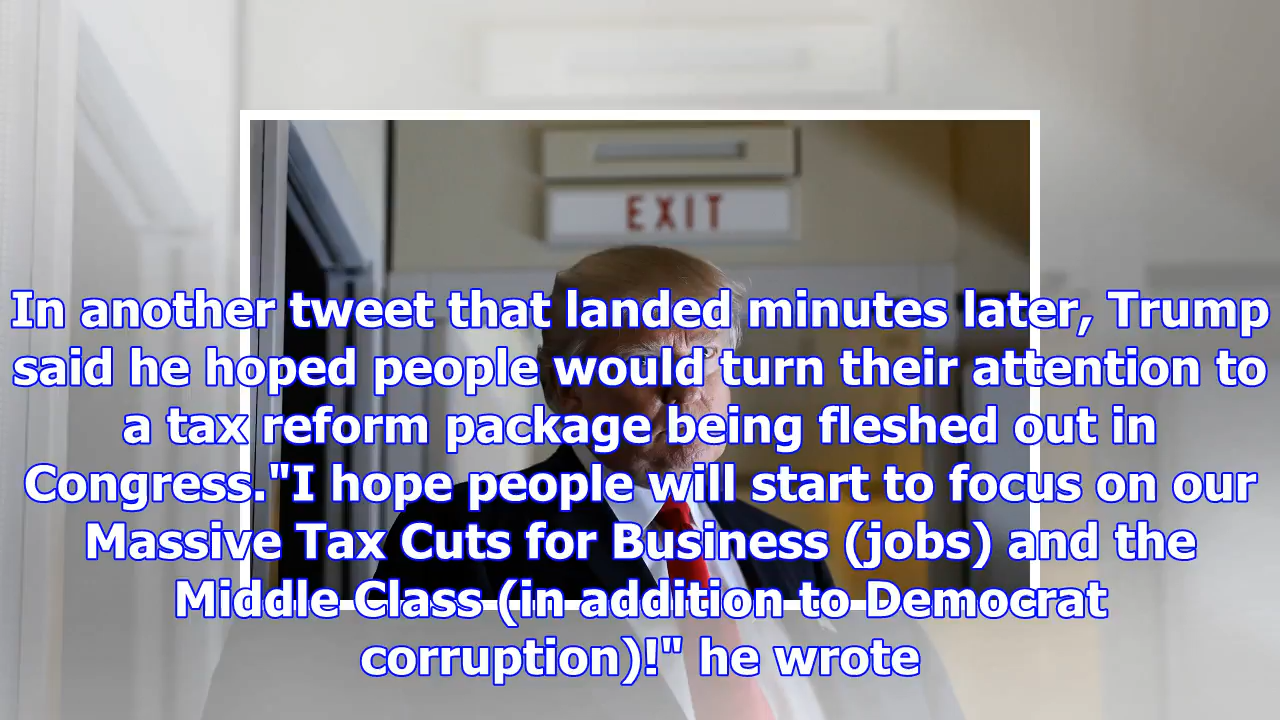 EXIT
In another tweet that landed minutes later, Trump
said he hoped people would turn their attention to
a tax reform package being fleshed out in
Congress."I hope people will start to focus on our
Massive Tax Cuts for Business (jobs) and the
Middle Class (in addition to Democrat
corruption)!" he wrote